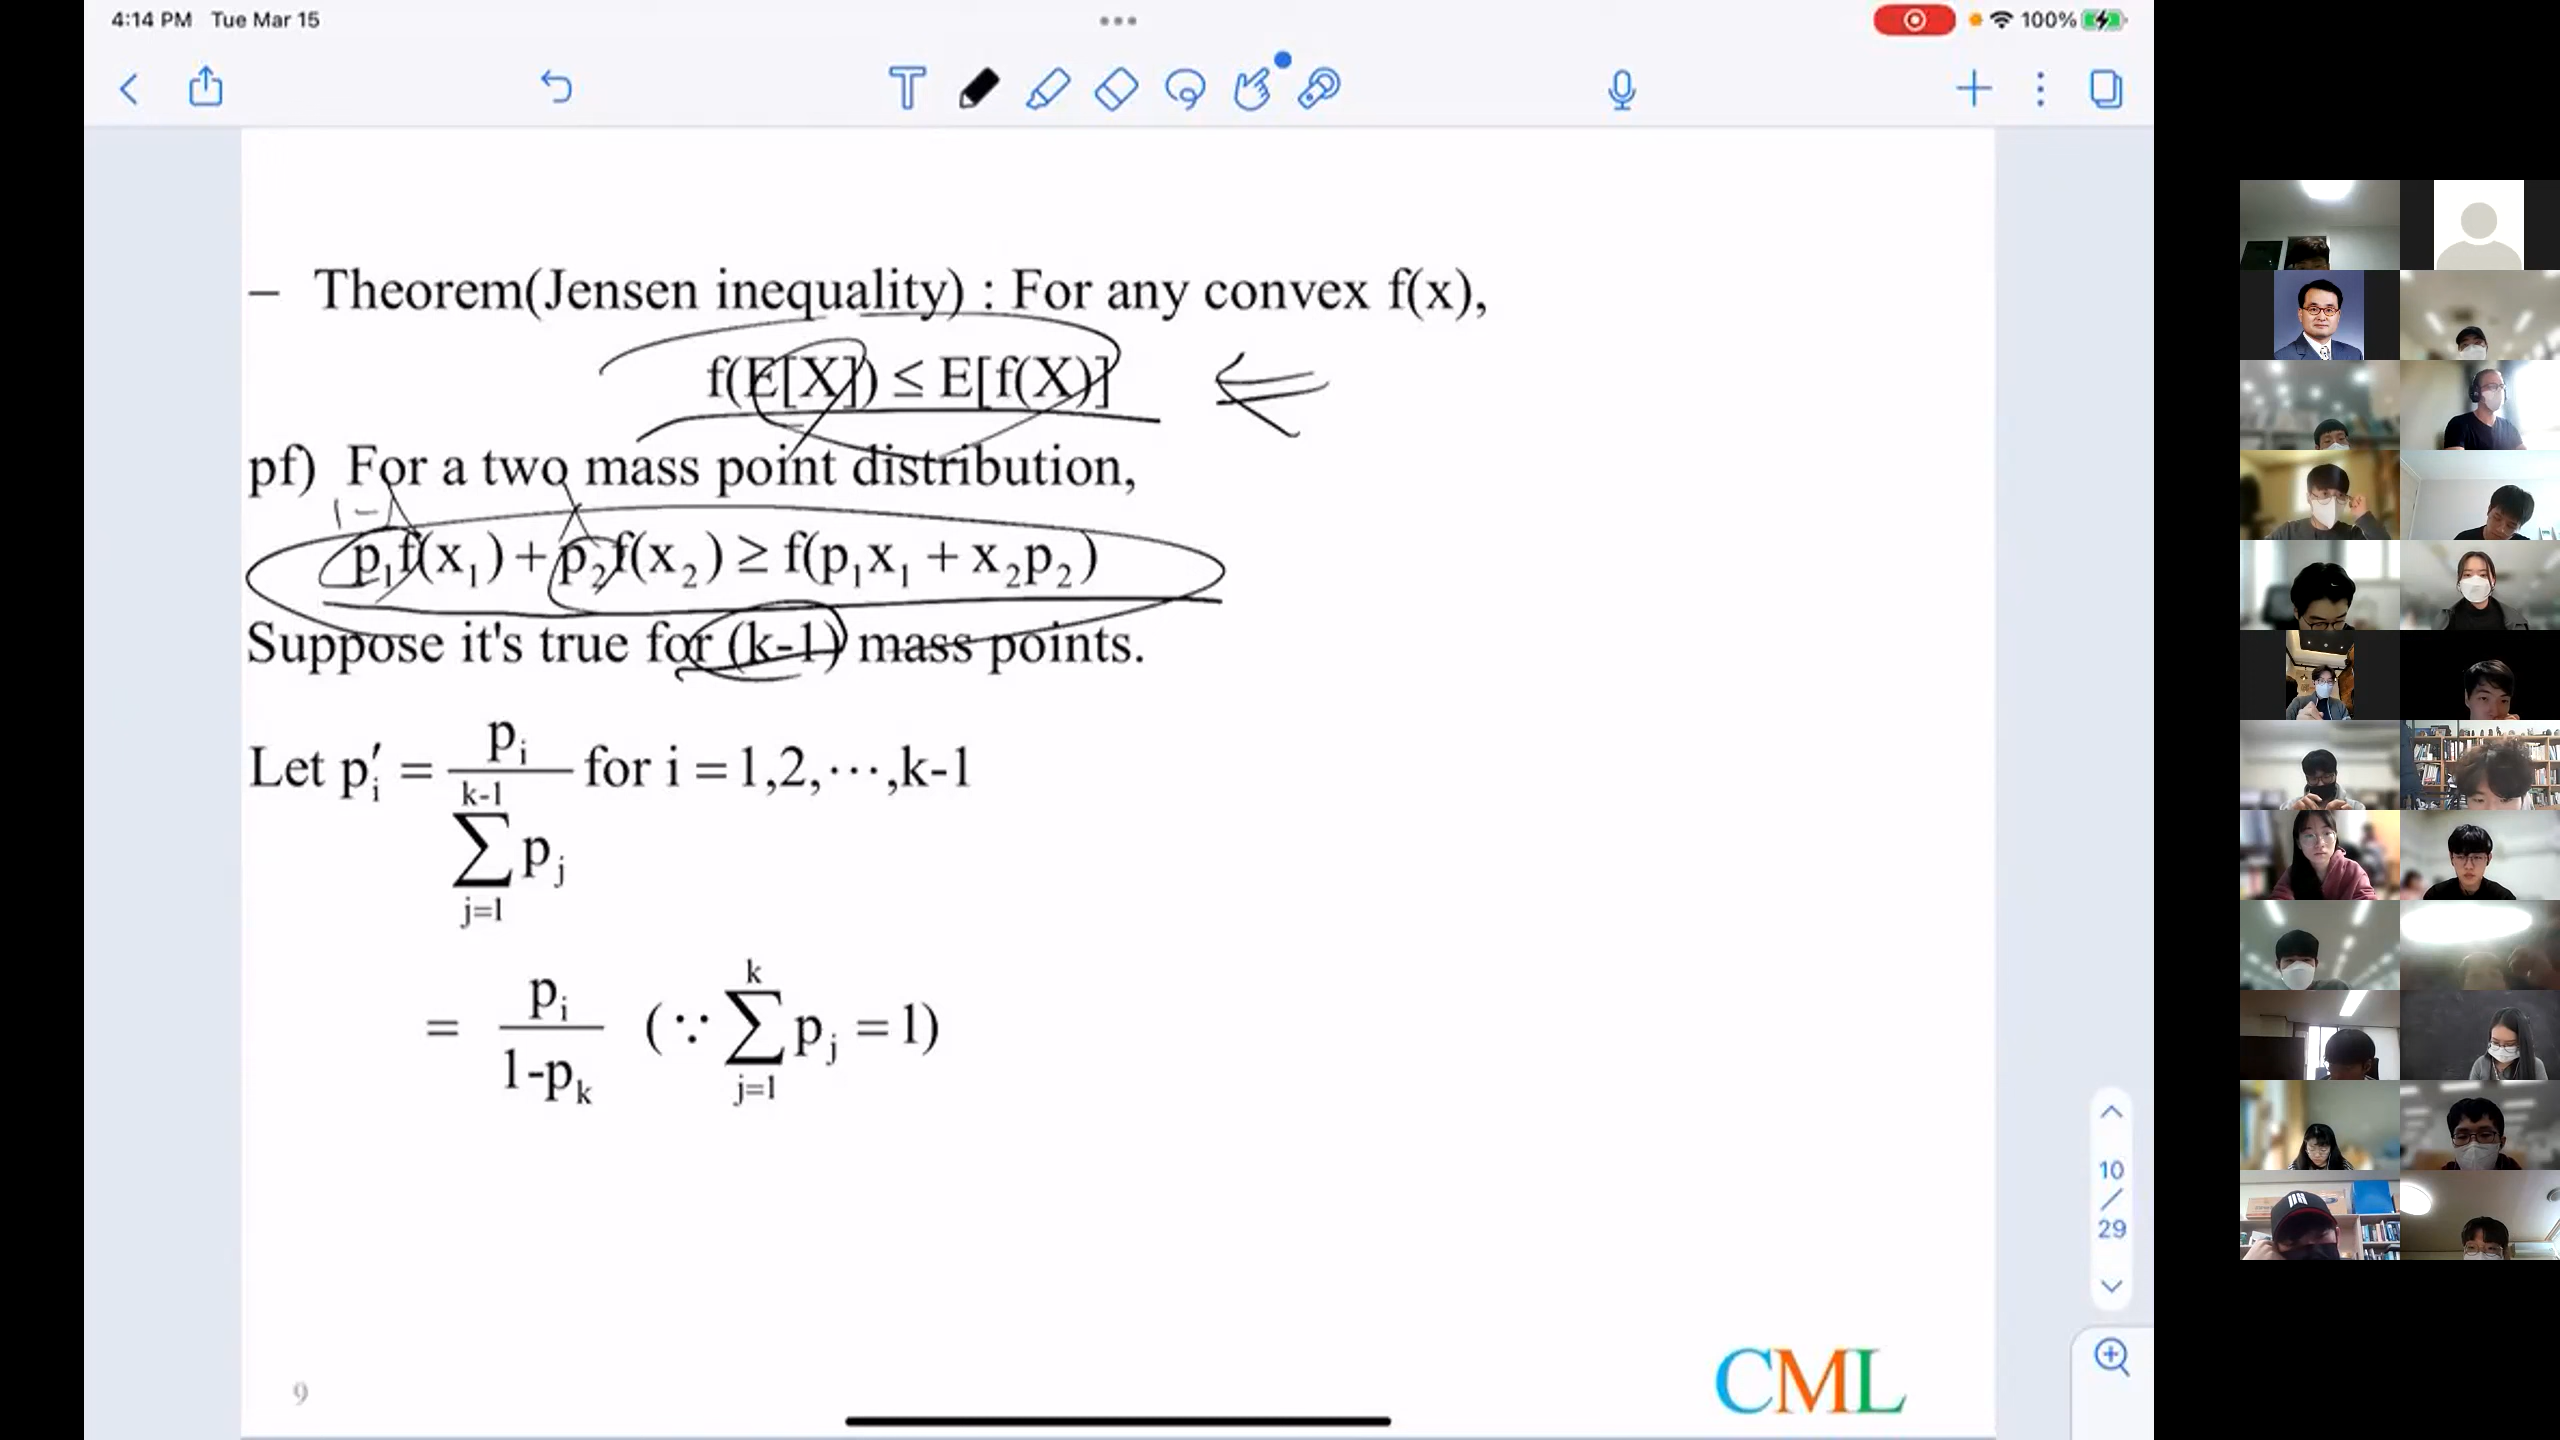 4:14 PM Tue Mar 15
100%
– Theorem(Jensen inequality) : For any convex f(x),
f(E[X]) ≤ E[f(X)]
pf) For a two mass point distribution,
1-λ λ
p₁f(x₁) + p₂f(x₂) ≥ f(p₁x₁ + x₂p₂)
Suppose it's true for (k-1) mass points.
Let p′ᵢ = pᵢ / ∑_{j=1}^{k-1} pⱼ for i = 1,2,⋯,k-1
= pᵢ / 1-pₖ (∵ ∑_{j=1}^{k} pⱼ = 1)
10
/
29
9
CML